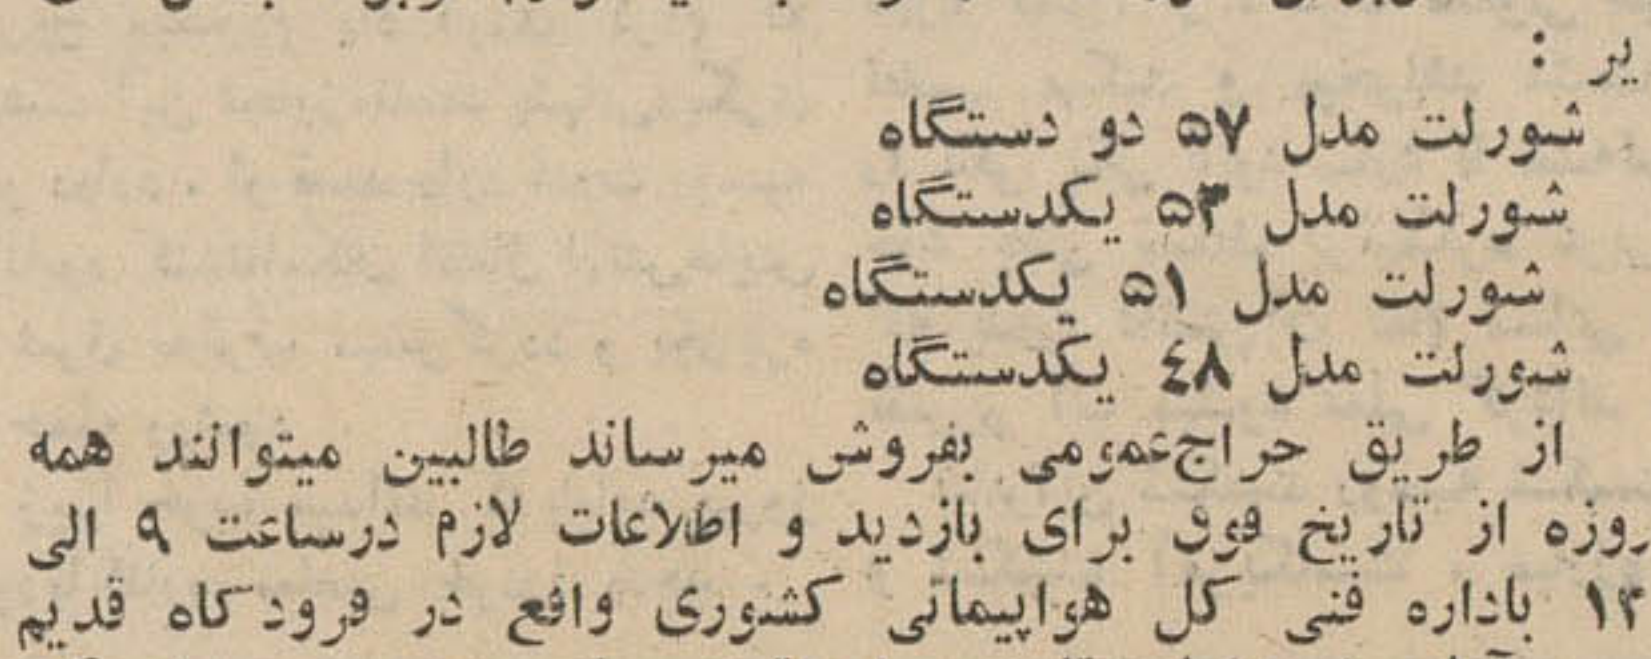 یر :
شورلت مدل ۵۷ دو دستگاه
شورلت مدل ۵۳ یکدستگاه
شورلت مدل ۵۱ یکدستگاه
شورلت مدل ٤٨ یکدستگاه
از طریق حراج عمومی بفروش میرساند طالبین میتوانند همه
روزه از تاریخ فوق برای بازدید و اطلاعات لازم درساعت ۹ الی
۱۳ باداره فنی کل هواپیمائی کشوری واقع در فرودگاه قدیم